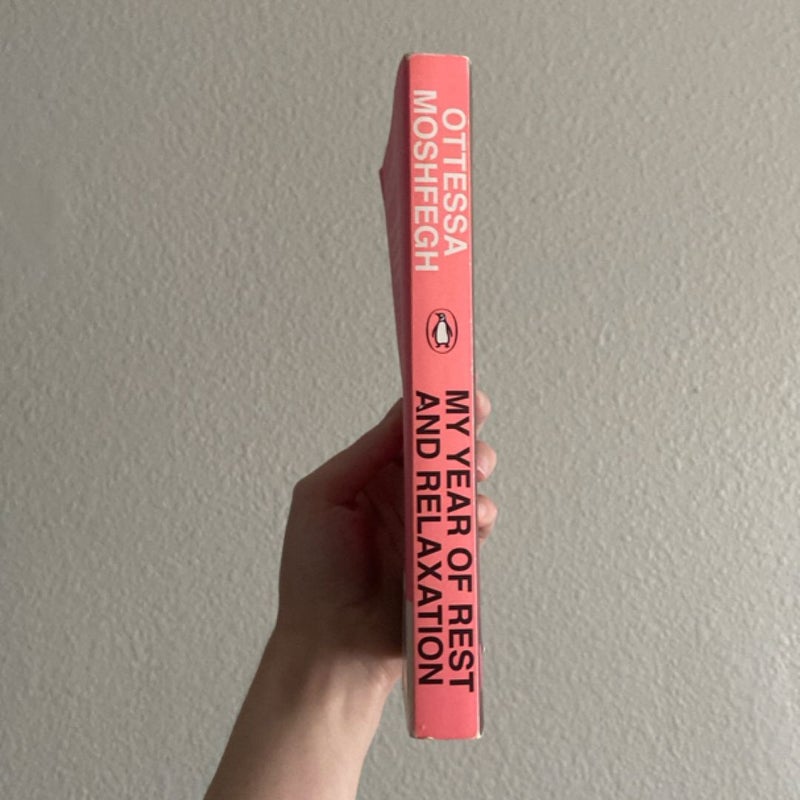 OTTESSA
MOSHFEGH
MY YEAR OF REST
AND RELAXATION